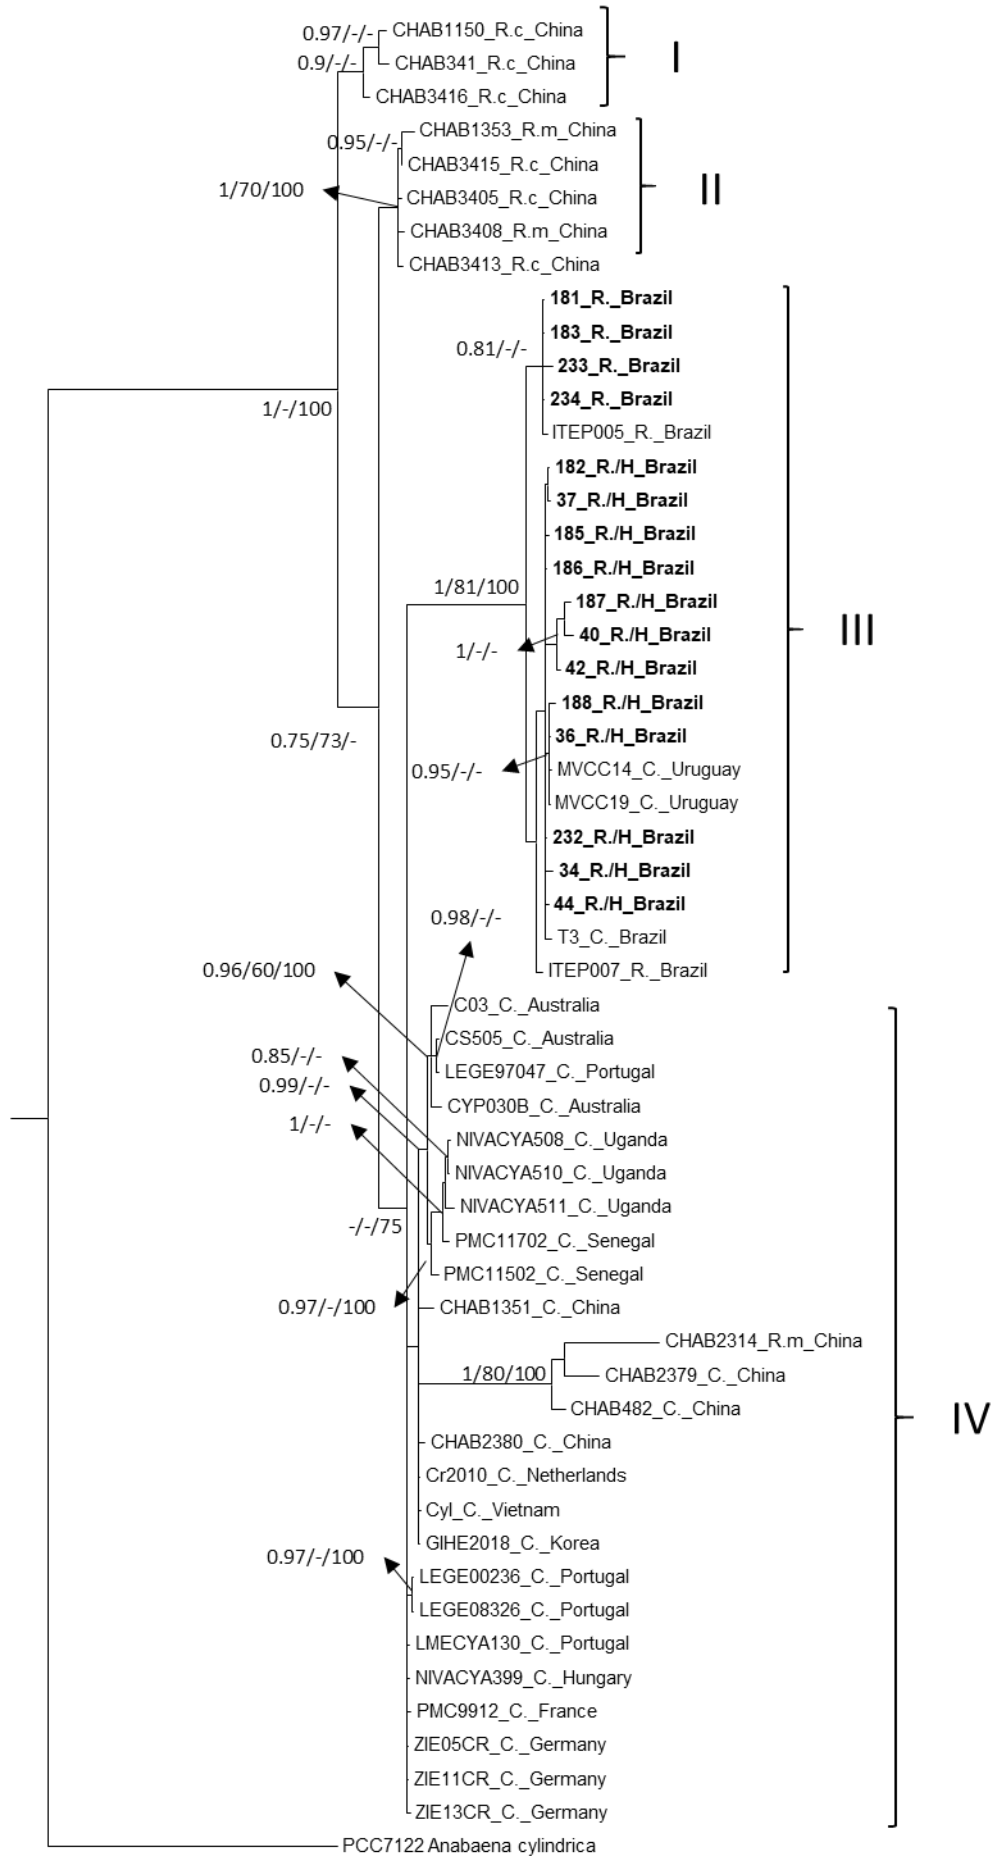 0.97/-/-
CHAB1150_R.c_China
0.9/-/-
CHAB341_R.c_China
I
CHAB3416_R.c_China
CHAB1353_R.m_China
0.95/-/-
CHAB3415_R.c_China
1/70/100
CHAB3405_R.c_China
II
CHAB3408_R.m_China
CHAB3413_R.c_China
181_R._Brazil
183_R._Brazil
0.81/-/-
233_R._Brazil
234_R._Brazil
1/-/100
ITEP005_R._Brazil
182_R./H_Brazil
37_R./H_Brazil
185_R./H_Brazil
186_R./H_Brazil
1/81/100
187_R./H_Brazil
40_R./H_Brazil
III
1/-/-
42_R./H_Brazil
188_R./H_Brazil
0.75/73/-
36_R./H_Brazil
0.95/-/-
MVCC14_C._Uruguay
MVCC19_C._Uruguay
232_R./H_Brazil
34_R./H_Brazil
44_R./H_Brazil
0.98/-/-
T3_C._Brazil
0.96/60/100
ITEP007_R._Brazil
C03_C._Australia
CS505_C._Australia
0.85/-/-
LEGE97047_C._Portugal
0.99/-/-
CYP030B_C._Australia
1/-/-
NIVACYA508_C._Uganda
NIVACYA510_C._Uganda
NIVACYA511_C._Uganda
-/-/75
PMC11702_C._Senegal
PMC11502_C._Senegal
0.97/-/100
CHAB1351_C._China
CHAB2314_R.m_China
1/80/100
CHAB2379_C._China
CHAB482_C._China
IV
CHAB2380_C._China
Cr2010_C._Netherlands
Cyl_C._Vietnam
GIHE2018_C._Korea
0.97/-/100
LEGE00236_C._Portugal
LEGE08326_C._Portugal
LMECYA130_C._Portugal
NIVACYA399_C._Hungary
PMC9912_C._France
ZIE05CR_C._Germany
ZIE11CR_C._Germany
ZIE13CR_C._Germany
PCC7122 Anabaena cylindrica